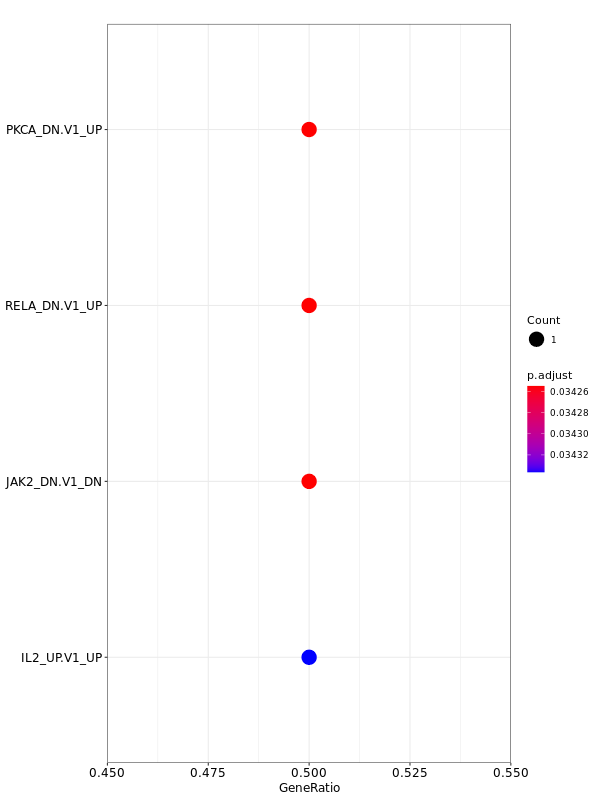 PKCA_DN.V1_UP
RELA_DN.V1_UP
JAK2_DN.V1_DN
IL2_UP.V1_UP
0.450 0.475 0.500 0.525 0.550
GeneRatio
Count
1
p.adjust
0.03426
0.03428
0.03430
0.03432